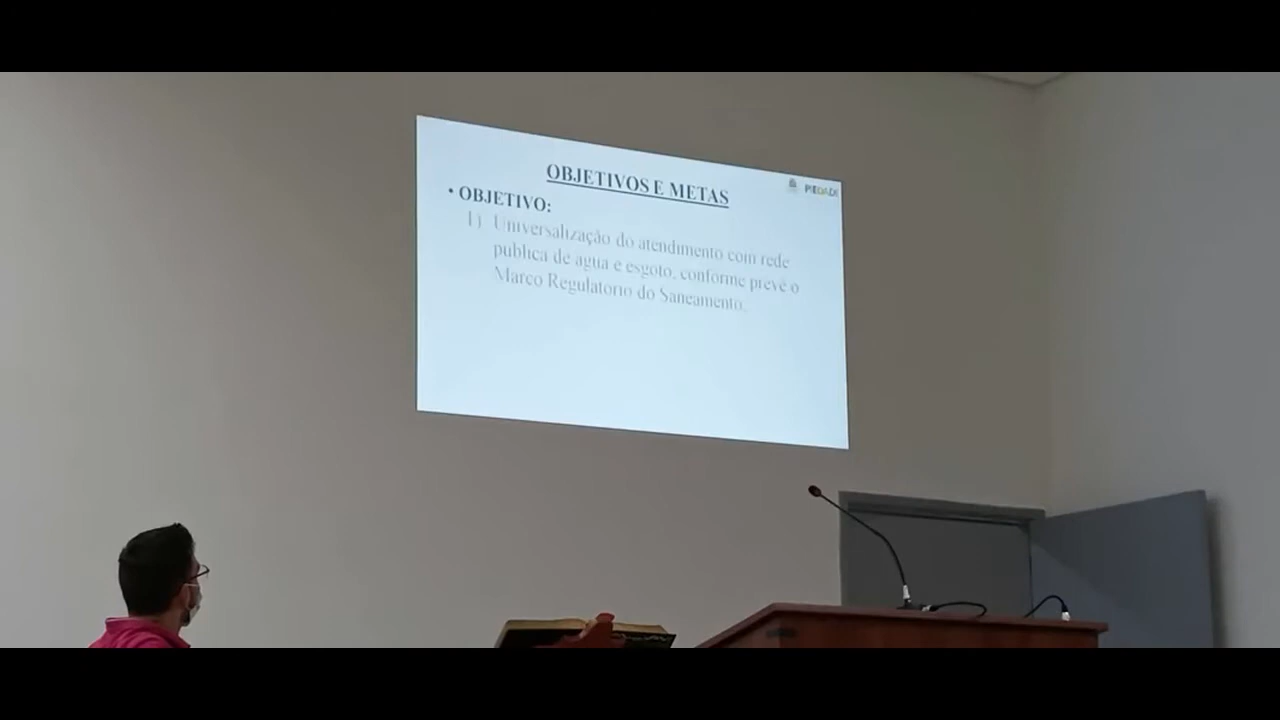 OBJETIVOS E METAS
PIEDADE
• OBJETIVO:
1) Universalização do atendimento com rede
publica de agua e esgoto, conforme prevê o
Marco Regulatorio do Saneamento.